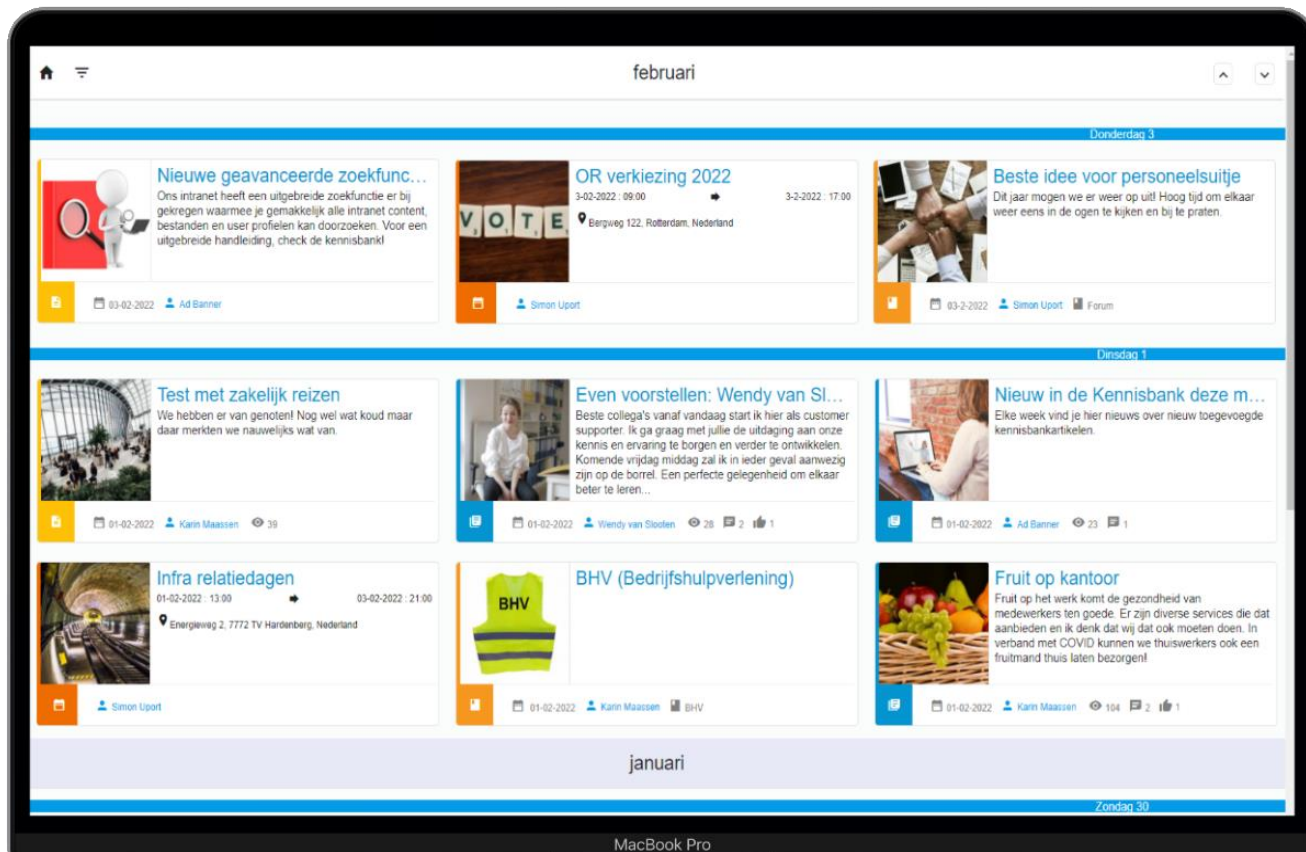 februari
Donderdag 3
Nieuwe geavanceerde zoekfunc...
Ons intranet heeft een uitgebreide zoekfunctie er bij
gekregen waarmee je gemakkelijk alle intranet content,
bestanden en user profielen kan doorzoeken. Voor een
uitgebreide handleiding, check de kennisbank!
03-02-2022 Ad Banner
VOTE
OR verkiezing 2022
3-02-2022 : 09:00 3-2-2022 : 17:00
Bergweg 122, Rotterdam, Nederland
Simon Uport
Beste idee voor personeelsuitje
Dit jaar mogen we er weer op uit! Hoog tijd om elkaar
weer eens in de ogen te kijken en bij te praten.
03-2-2022 Simon Uport Forum
Dinsdag 1
Test met zakelijk reizen
We hebben er van genoten! Nog wel wat koud maar
daar merkten we nauwelijks wat van.
01-02-2022 Karin Maassen 39
Even voorstellen: Wendy van Sl...
Beste collega's vanaf vandaag start ik hier als customer
supporter. Ik ga graag met jullie de uitdaging aan onze
kennis en ervaring te borgen en verder te ontwikkelen.
Komende vrijdag middag zal ik in ieder geval aanwezig
zijn op de borrel. Een perfecte gelegenheid om elkaar
beter te leren...
01-02-2022 Wendy van Slooten 28 2 1
Nieuw in de Kennisbank deze m...
Elke week vind je hier nieuws over nieuw toegevoegde
kennisbankartikelen.
01-02-2022 Ad Banner 23 1
Infra relatiedagen
01-02-2022 : 13:00 03-02-2022 : 21:00
Energieweg 2, 7772 TV Hardenberg, Nederland
Simon Uport
BHV
BHV (Bedrijfshulpverlening)
01-02-2022 Karin Maassen BHV
Fruit op kantoor
Fruit op het werk komt de gezondheid van
medewerkers ten goede. Er zijn diverse services die dat
aanbieden en ik denk dat wij dat ook moeten doen. In
verband met COVID kunnen we thuiswerkers ook een
fruitmand thuis laten bezorgen!
01-02-2022 Karin Maassen 104 2 1
januari
Zondag 30
MacBook Pro